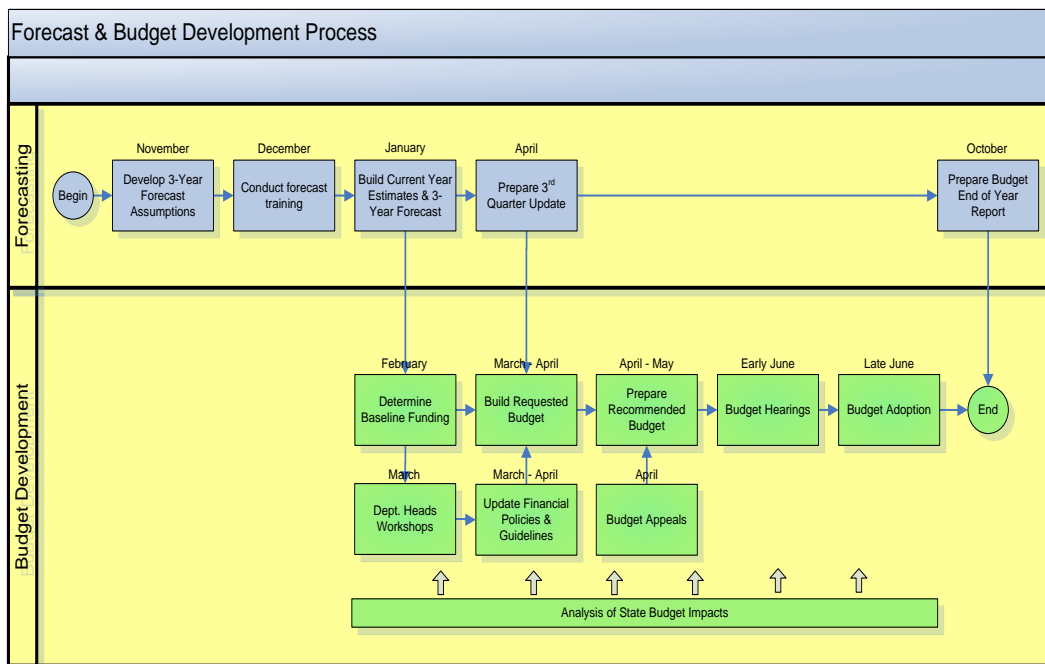 Forecast & Budget Development Process
Forecasting
November
December
January
April
October
Begin
Develop 3-Year
Forecast
Assumptions
Conduct forecast
training
Build Current Year
Estimates & 3-
Year Forecast
Prepare 3rd
Quarter Update
Prepare Budget
End of Year
Report
Budget Development
February
March - April
April - May
Early June
Late June
Determine
Baseline Funding
Build Requested
Budget
Prepare
Recommended
Budget
Budget Hearings
Budget Adoption
End
March
March - April
April
Dept. Heads
Workshops
Update Financial
Policies &
Guidelines
Budget Appeals
Analysis of State Budget Impacts